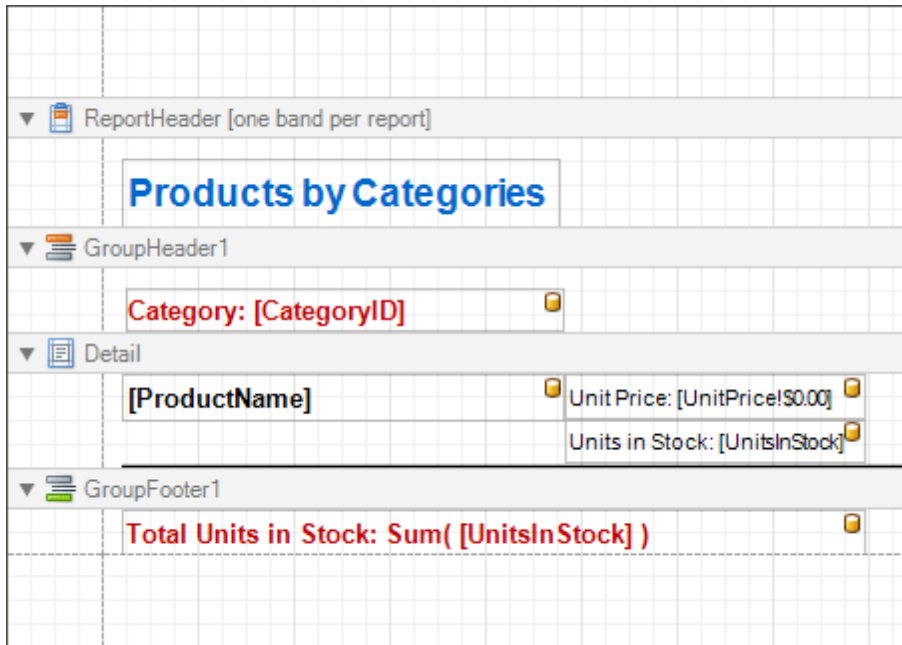 ReportHeader [one band per report]
Products by Categories
GroupHeader1
Category: [CategoryID]
Detail
[ProductName]
Unit Price: [UnitPrice!$0.00]
Units in Stock: [UnitsInStock]
GroupFooter1
Total Units in Stock: Sum( [UnitsInStock] )